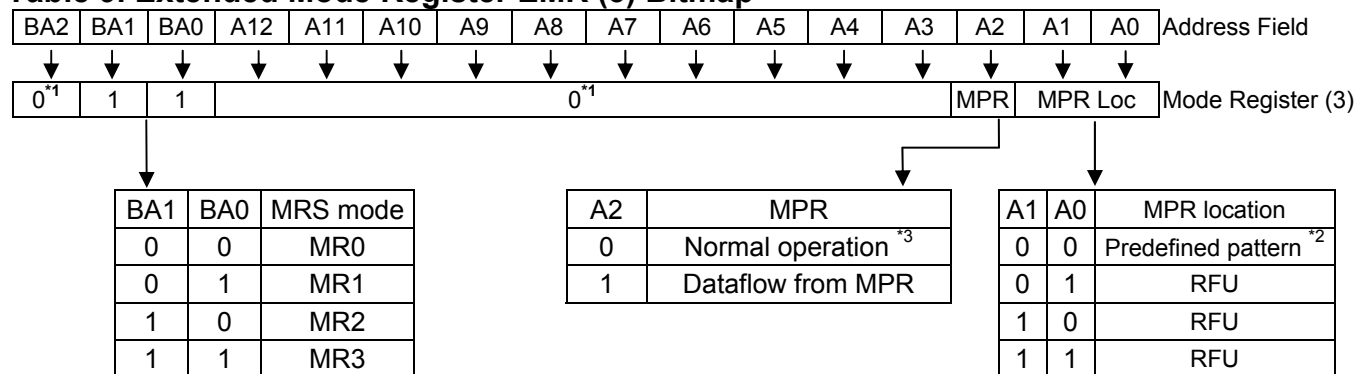 Table 9. Extended Mode Register EMR (3) Bitmap
BA2 BA1 BA0 A12 A11 A10 A9 A8 A7 A6 A5 A4 A3 A2 A1 A0 Address Field
0*1 1 1 0*1 MPR MPR Loc Mode Register (3)
BA1 BA0 MRS mode
0 0 MR0
0 1 MR1
1 0 MR2
1 1 MR3
A2 MPR
0 Normal operation *3
1 Dataflow from MPR
A1 A0 MPR location
0 0 Predefined pattern *2
0 1 RFU
1 0 RFU
1 1 RFU